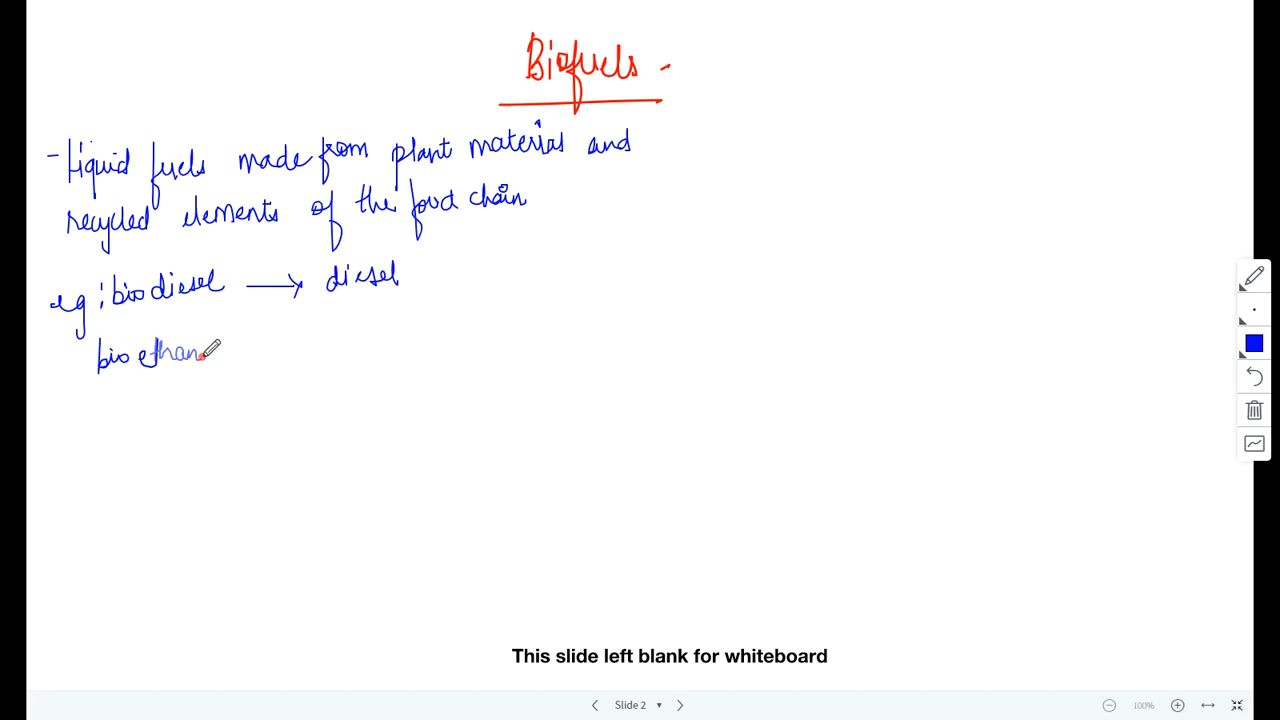 Biofuels -
- Liquid fuels made from plant materials and
recycled elements of the food chain
eg : biodiesel → diesel
bio ethan
This slide left blank for whiteboard
Slide 2
100%